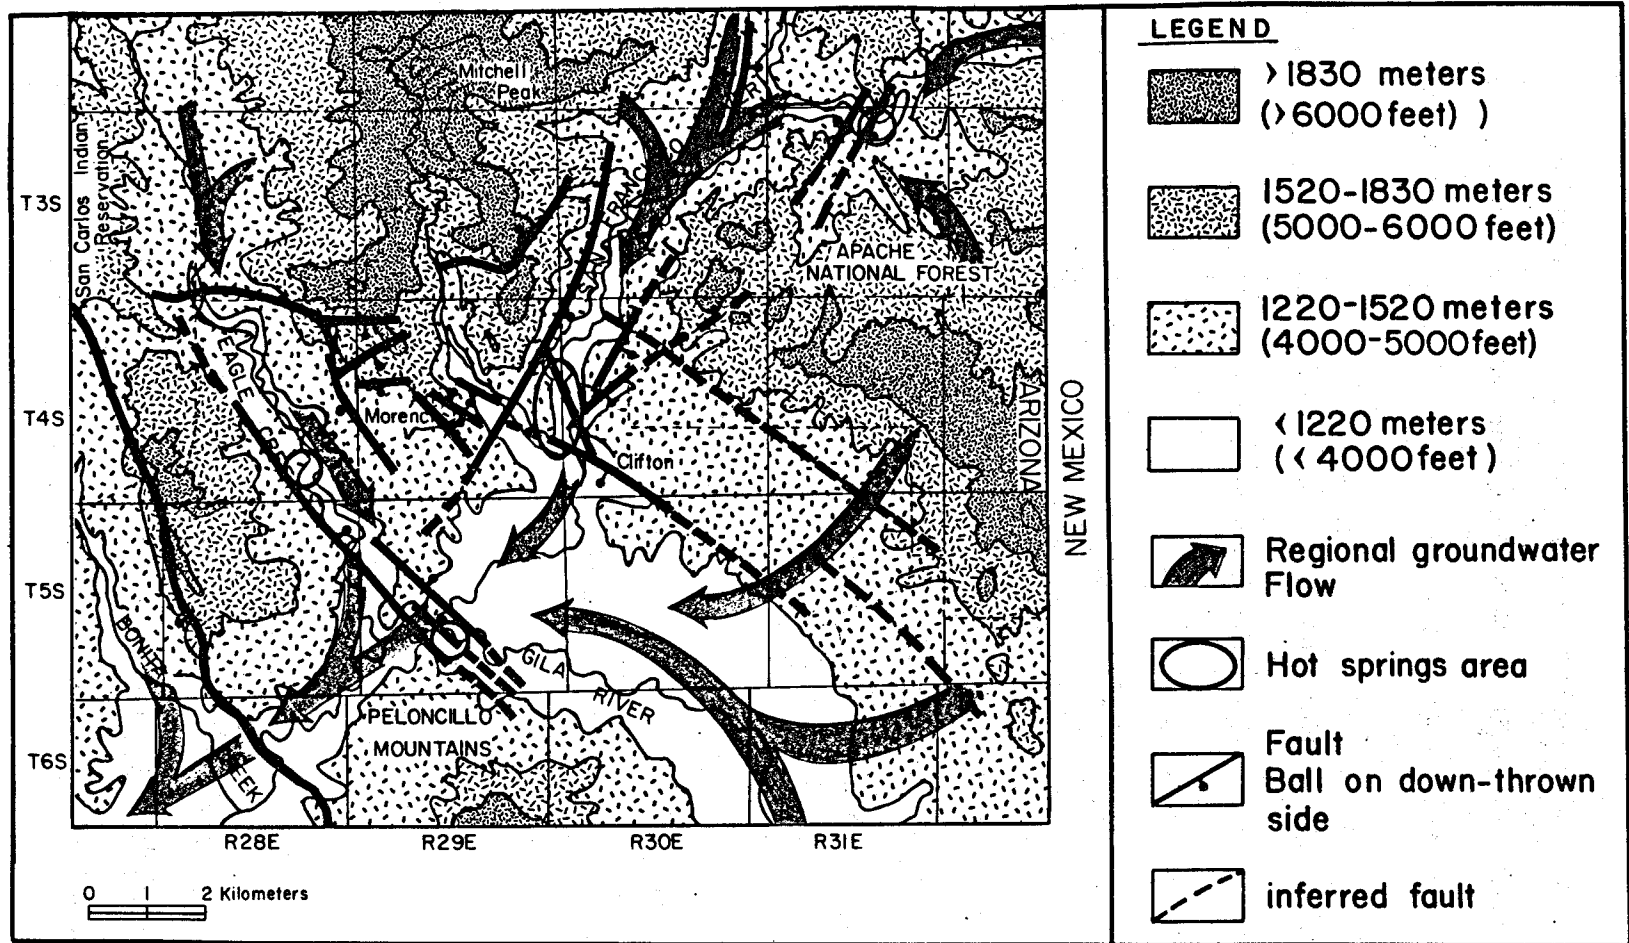 Mitchell
Peak
San Carlos Indian
Reservation
T3S
SAN FRANCISCO
APACHE
NATIONAL FOREST
EAGLE
T4S
Clifton
ARIZONA
NEW MEXICO
T5S
GILA
RIVER
PELONCILLO
MOUNTAINS
T6S
R28E R29E R30E R31E
0 1 2 Kilometers
LEGEND
>1830 meters
(>6000 feet) )
1520-1830 meters
(5000-6000 feet)
1220-1520 meters
(4000-5000 feet)
<1220 meters
(<4000 feet)
Regional groundwater
Flow
Hot springs area
Fault
Ball on down-thrown
side
inferred fault